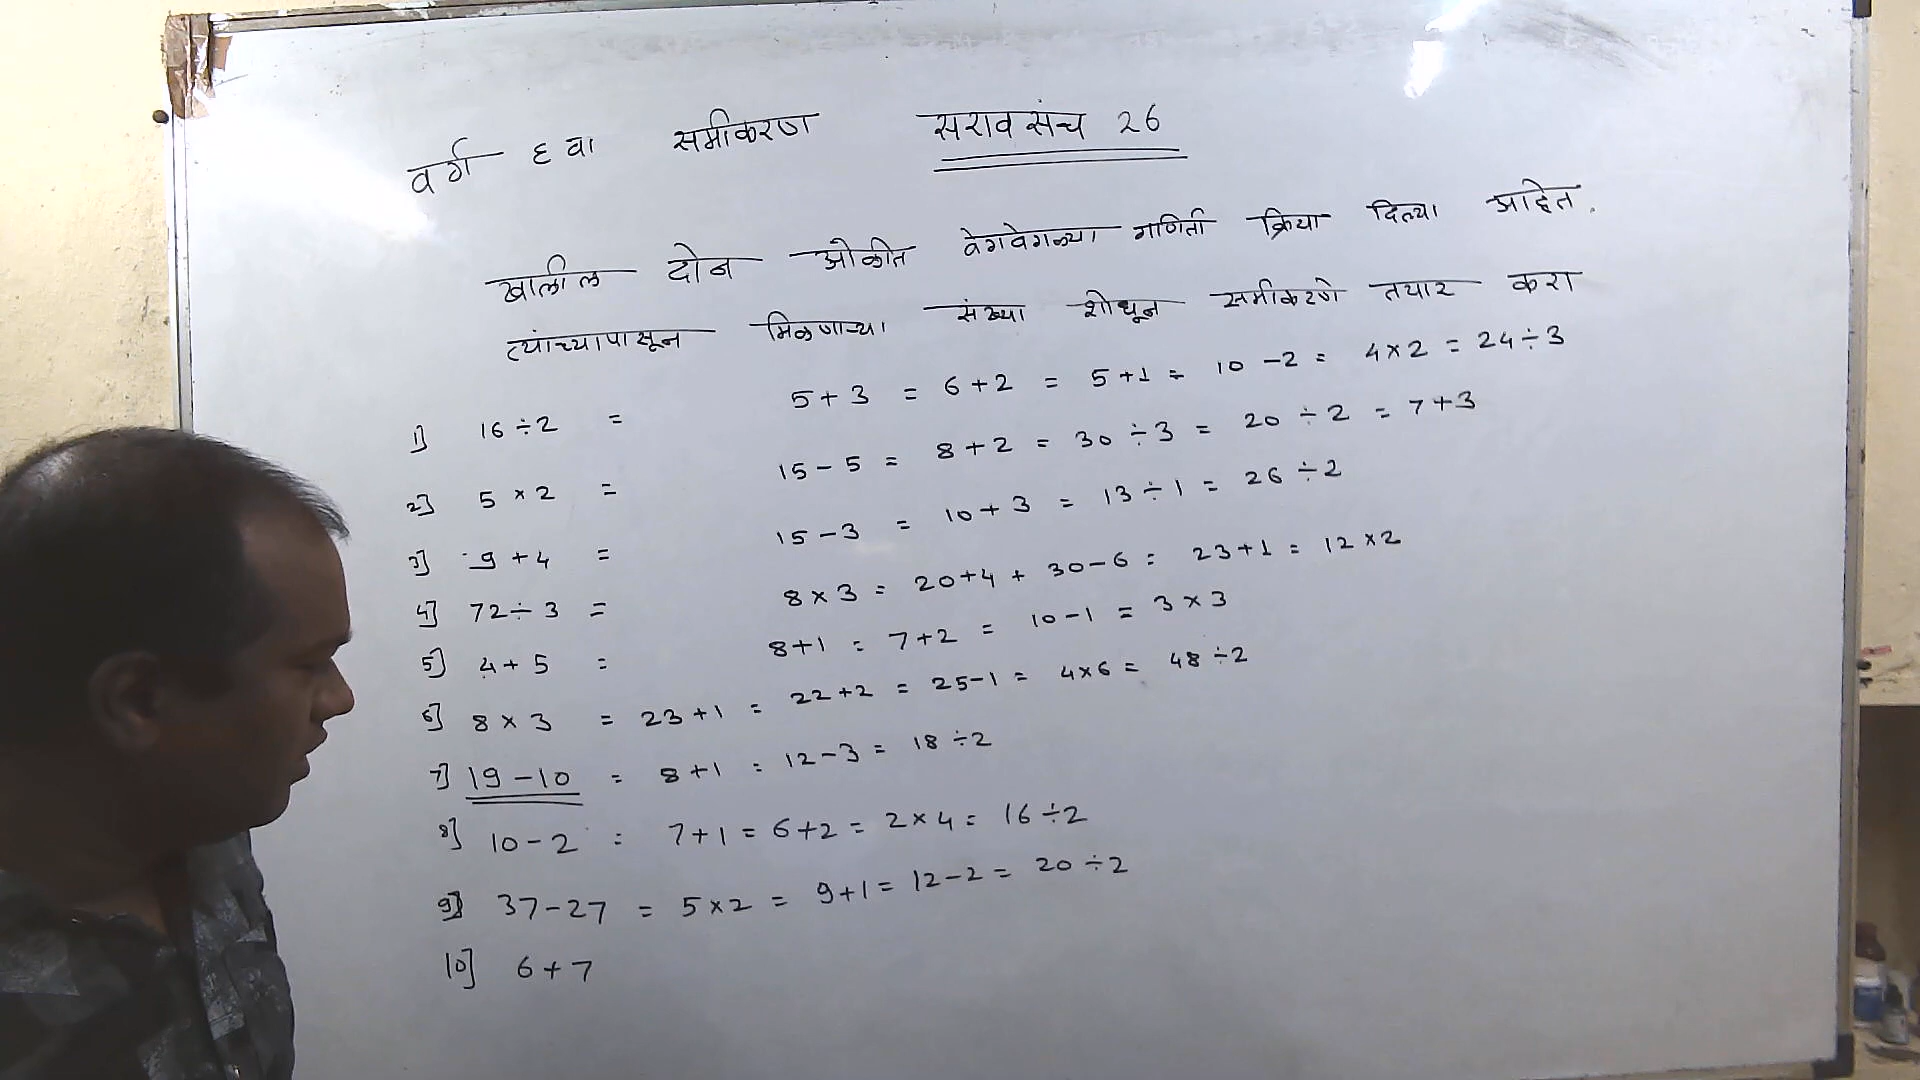 वर्ग ६ वा समीकरण सरावसंच 26
खालील दोन ओळीत वेगवेगळ्या गणिती क्रिया दिल्या आहेत.
त्यांच्यापासून मिळणाऱ्या संख्या शोधून समीकरणे तयार करा
1] 16÷2 = 5+3 = 6+2 = 5+1 = 10-2 = 4×2 = 24÷3
2] 5×2 = 15-5 = 8+2 = 30÷3 = 20÷2 = 7+3
3] 9+4 = 15-3 = 10+3 = 13÷1 = 26÷2
4] 72÷3 = 8×3 = 20+4 + 30-6 = 23+1 = 12×2
5] 4+5 = 8+1 = 7+2 = 10-1 = 3×3
6] 8×3 = 23+1 = 22+2 = 25-1 = 4×6 = 48÷2
7] 19-10 = 8+1 = 12-3 = 18÷2
8] 10-2 = 7+1 = 6+2 = 2×4 = 16÷2
9] 37-27 = 5×2 = 9+1 = 12-2 = 20÷2
10] 6+7